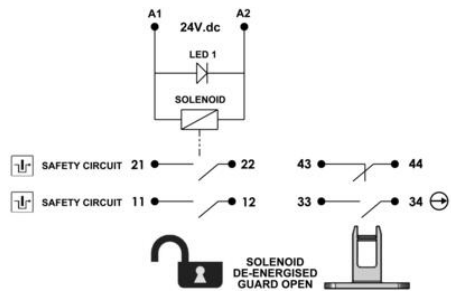 A1 A2
24V.dc
LED 1
SOLENOID
SAFETY CIRCUIT 21 22 43 44
SAFETY CIRCUIT 11 12 33 34
SOLENOID
DE-ENERGISED
GUARD OPEN